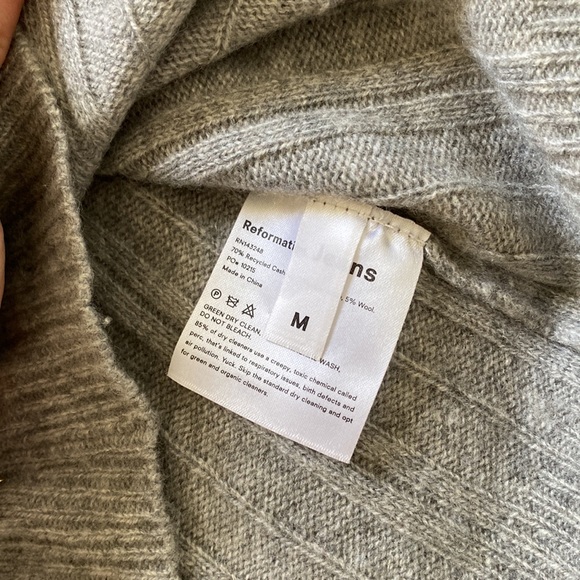 Reformati ns
RN143248
70% Recycled Cash , 5% Wool.
PO# 10215
Made in China
M
GREEN DRY CLEAN, WASH,
DO NOT BLEACH.
85% of dry cleaners use a creepy, toxic chemical called
perc, that's linked to respiratory issues, birth defects and
air pollution. Yuck. Skip the standard dry cleaning and opt
for green and organic cleaners.